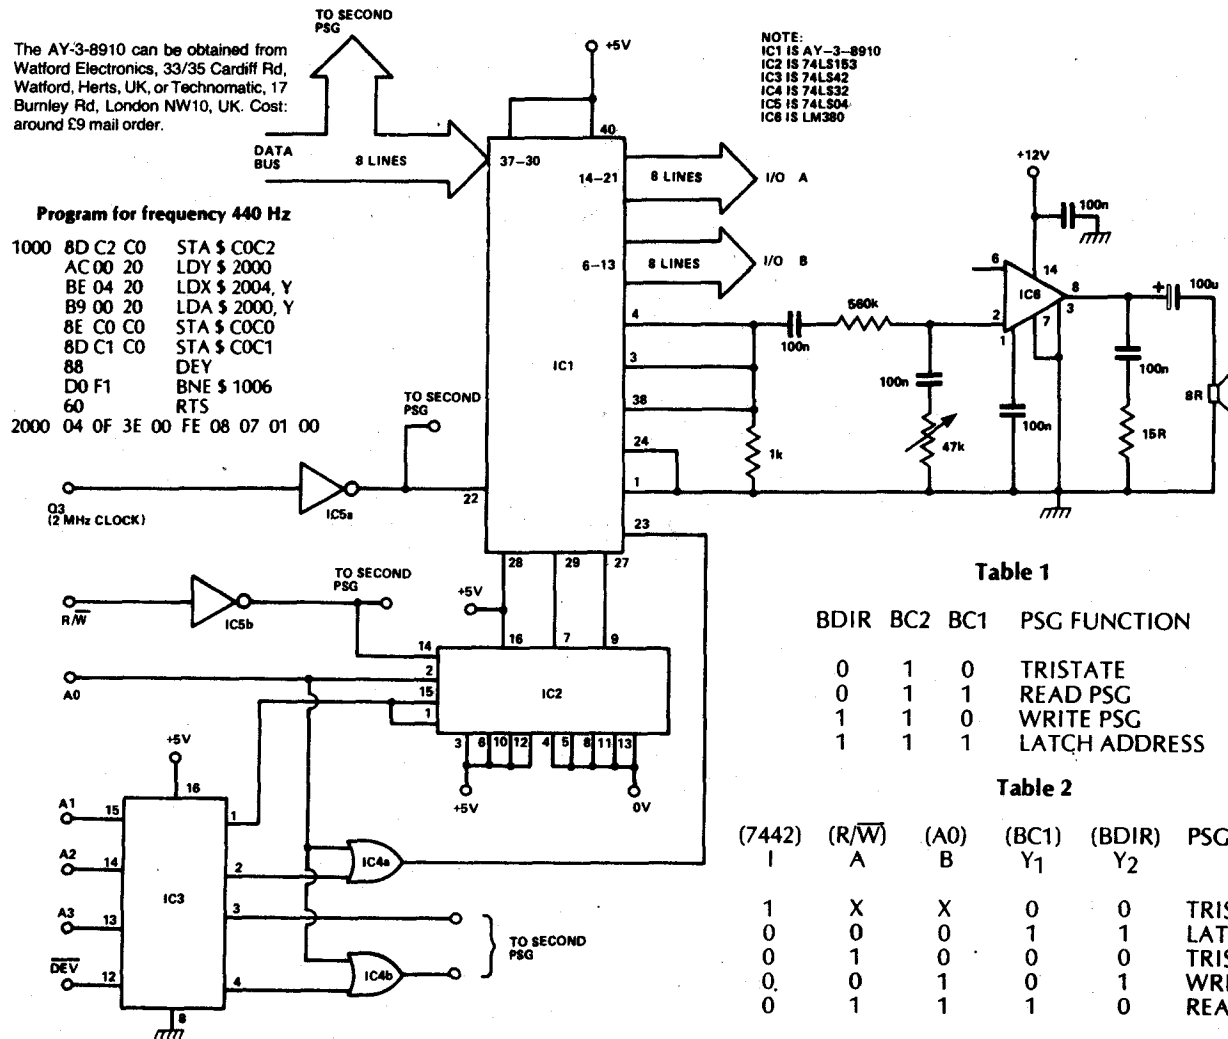 The AY-3-8910 can be obtained from
Watford Electronics, 33/35 Cardiff Rd,
Watford, Herts, UK, or Technomatic, 17
Burnley Rd, London NW10, UK. Cost:
around £9 mail order.
TO SECOND
PSG
+5V
NOTE:
IC1 IS AY-3-8910
IC2 IS 74LS153
IC3 IS 74LS42
IC4 IS 74LS32
IC5 IS 74LS04
IC6 IS LM380
DATA
BUS
8 LINES
37-30
40
14-21
8 LINES
I/O A
6-13
8 LINES
I/O B
IC1
4
3
38
24
1
23
22
28
29
27
1k
100n
560k
100n
47k
+12V
100n
6
14
IC6
8
3
7
2
1
100n
100n
15R
100u
+
8R
Program for frequency 440 Hz
1000 8D C2 C0 STA $ C0C2
AC 00 20 LDY $ 2000
BE 04 20 LDX $ 2004, Y
B9 00 20 LDA $ 2000, Y
8E C0 C0 STA $ C0C0
8D C1 C0 STA $ C0C1
88 DEY
D0 F1 BNE $ 1006
60 RTS
2000 04 0F 3E 00 FE 08 07 01 00
TO SECOND
PSG
Q3
(2 MHz CLOCK)
IC5a
R/W̅
IC5b
TO SECOND
PSG
+5V
16
7
9
14
2
15
1
IC2
3 6 10 12 4 5 8 11 13
+5V
0V
A0
+5V
16
A1
15
1
A2
14
2
IC3
A3
13
3
D̅E̅V̅
12
4
8
IC4a
IC4b
TO SECOND
PSG
Table 1
BDIR BC2 BC1 PSG FUNCTION
0 1 0 TRISTATE
0 1 1 READ PSG
1 1 0 WRITE PSG
1 1 1 LATCH ADDRESS
Table 2
(7442) (R/W̅) (A0) (BC1) (BDIR) PSG
I A B Y1 Y2
1 X X 0 0 TRIS
0 0 0 1 1 LAT
0 1 0 0 0 TRIS
0 0 1 0 1 WRI
0 1 1 1 0 REA